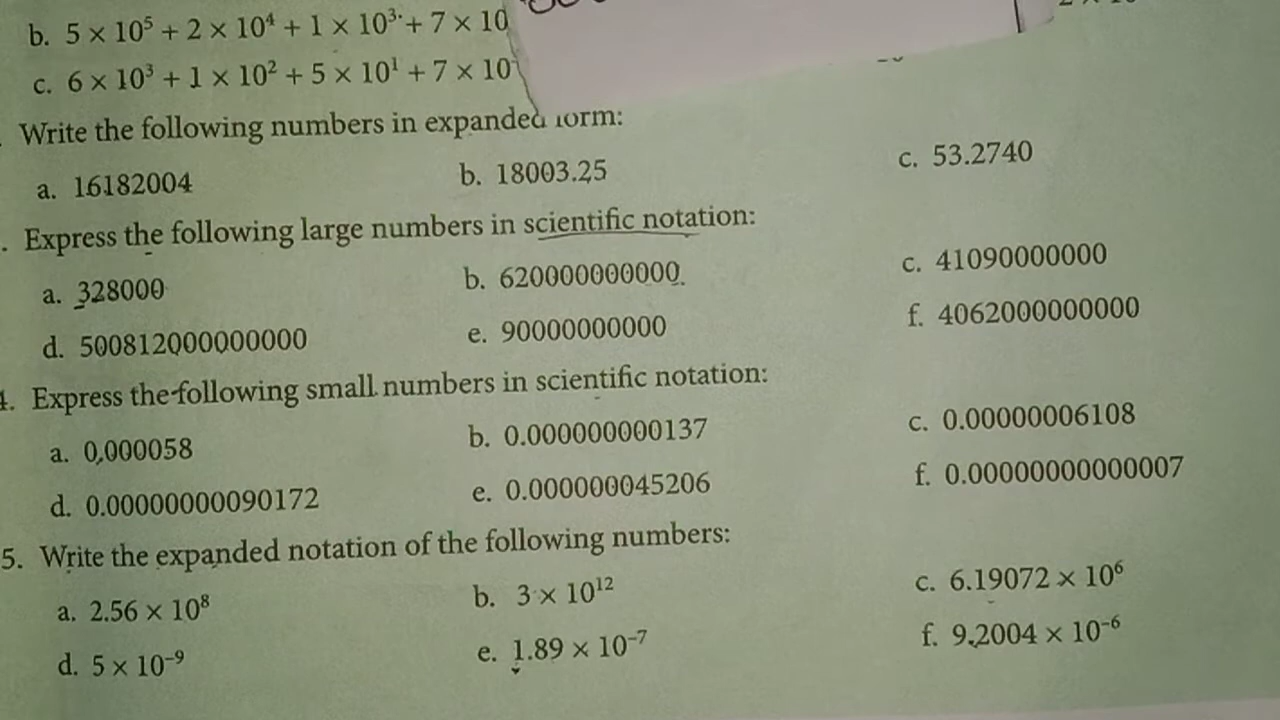 b. 5 × 10⁵ + 2 × 10⁴ + 1 × 10³ + 7 × 10
c. 6 × 10³ + 1 × 10² + 5 × 10¹ + 7 × 10
Write the following numbers in expanded form:
a. 16182004 b. 18003.25 c. 53.2740
. Express the following large numbers in scientific notation:
a. 328000 b. 620000000000 c. 41090000000
d. 500812000000000 e. 90000000000 f. 4062000000000
4. Express the following small numbers in scientific notation:
a. 0.000058 b. 0.000000000137 c. 0.00000006108
d. 0.00000000090172 e. 0.000000045206 f. 0.00000000000007
5. Write the expanded notation of the following numbers:
a. 2.56 × 10⁸ b. 3 × 10¹² c. 6.19072 × 10⁶
d. 5 × 10⁻⁹ e. 1.89 × 10⁻⁷ f. 9.2004 × 10⁻⁶